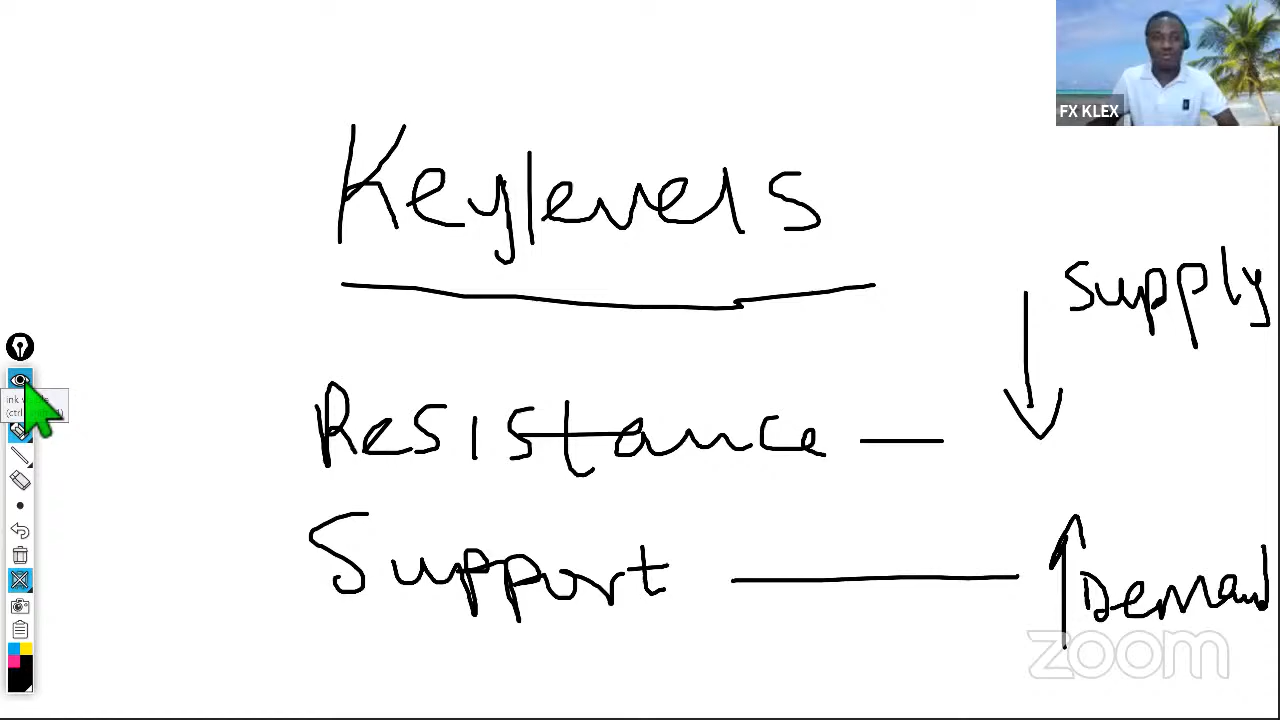 FX KLEX
Keylevels
Supply
Resistance —
Support —
Demand
zoom